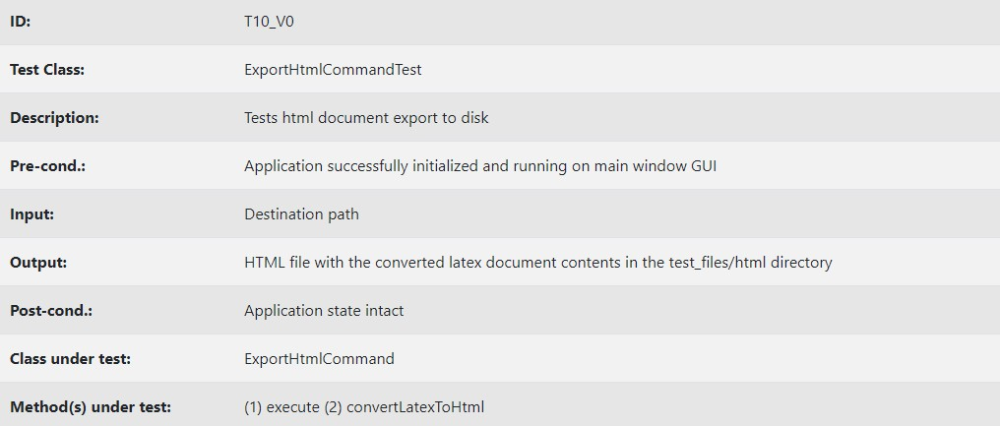 ID: T10_V0
Test Class: ExportHtmlCommandTest
Description: Tests html document export to disk
Pre-cond.: Application successfully initialized and running on main window GUI
Input: Destination path
Output: HTML file with the converted latex document contents in the test_files/html directory
Post-cond.: Application state intact
Class under test: ExportHtmlCommand
Method(s) under test: (1) execute (2) convertLatexToHtml